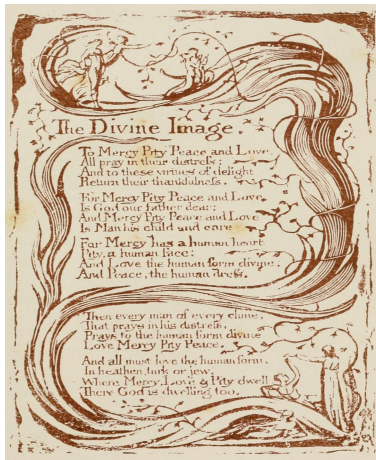 The Divine Image.
To Mercy Pity Peace and Love,
All pray in their distress:
And to these virtues of delight
Return their thankfulness.
For Mercy Pity Peace and Love,
Is God our father dear:
And Mercy Pity Peace and Love,
Is Man his child and care.
For Mercy has a human heart
Pity, a human face:
And Love, the human form divine,
And Peace, the human dress.
Then every man of every clime,
That prays in his distress,
Prays to the human form divine
Love Mercy Pity Peace.
And all must love the human form,
In heathen, turk or jew.
Where Mercy, Love & Pity dwell,
There God is dwelling too.